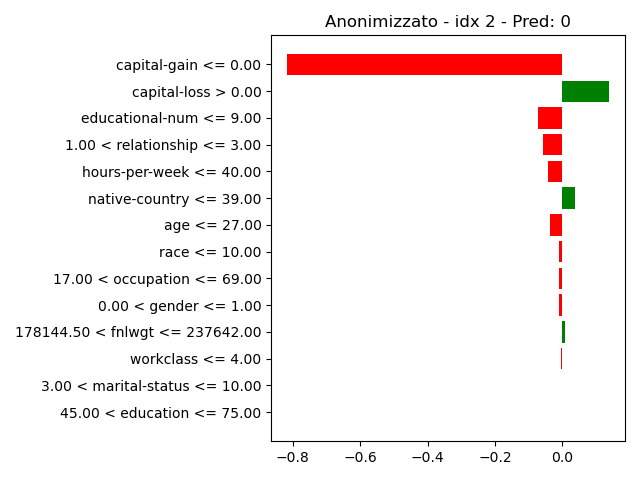 Anonimizzato - idx 2 - Pred: 0
capital-gain <= 0.00
capital-loss > 0.00
educational-num <= 9.00
1.00 < relationship <= 3.00
hours-per-week <= 40.00
native-country <= 39.00
age <= 27.00
race <= 10.00
17.00 < occupation <= 69.00
0.00 < gender <= 1.00
178144.50 < fnlwgt <= 237642.00
workclass <= 4.00
3.00 < marital-status <= 10.00
45.00 < education <= 75.00
−0.8 −0.6 −0.4 −0.2 0.0